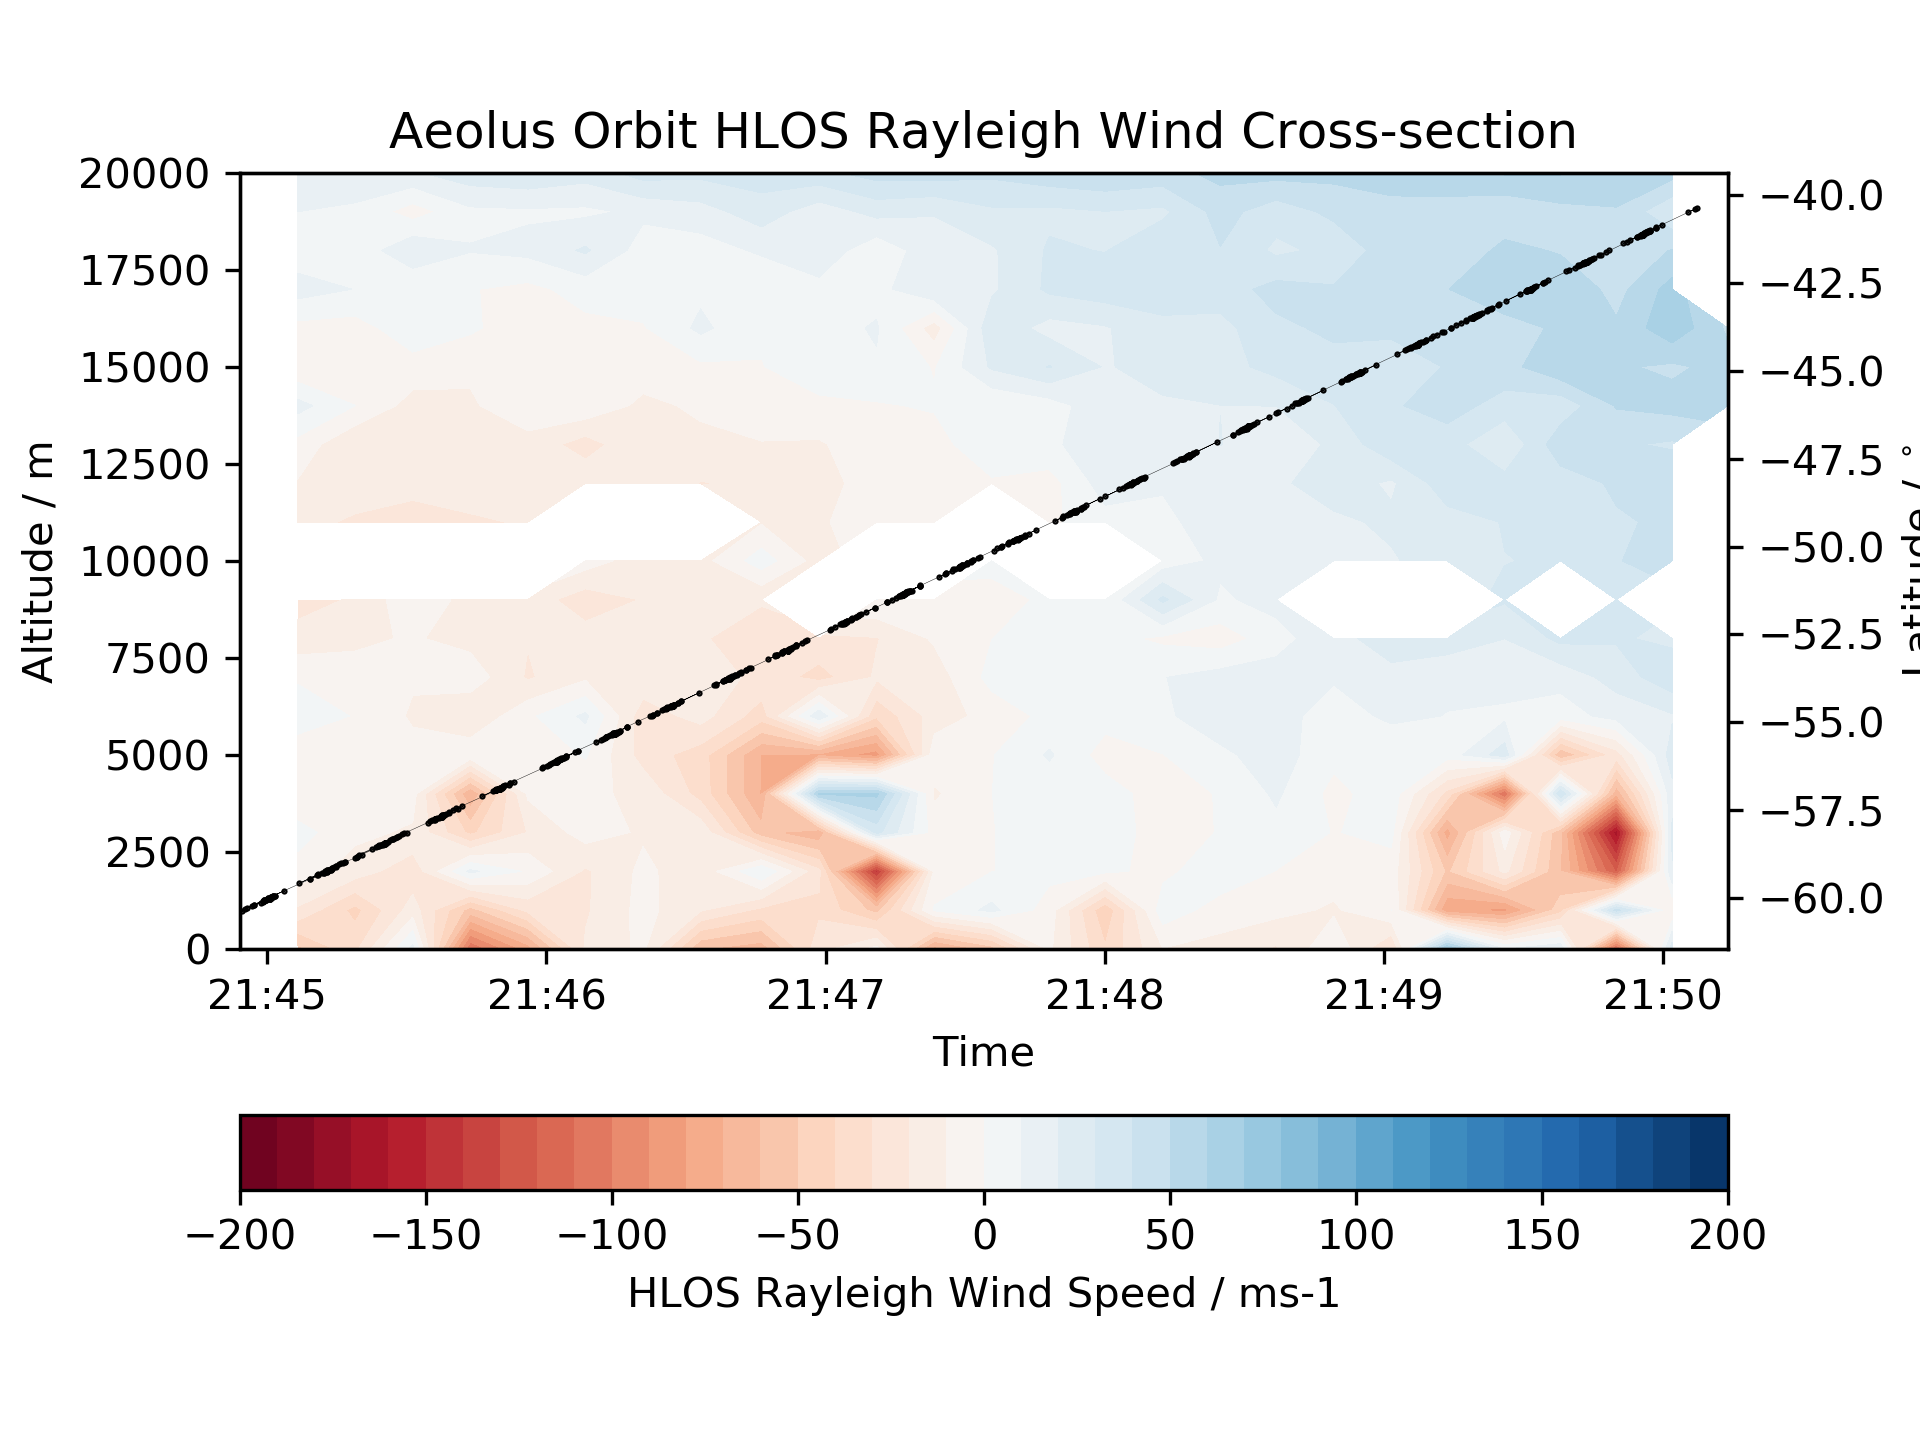 Aeolus Orbit HLOS Rayleigh Wind Cross-section
20000
17500
15000
12500
10000
7500
5000
2500
0
Altitude / m
−40.0
−42.5
−45.0
−47.5
−50.0
−52.5
−55.0
−57.5
−60.0
Latitude / °
21:45 21:46 21:47 21:48 21:49 21:50
Time
−200 −150 −100 −50 0 50 100 150 200
HLOS Rayleigh Wind Speed / ms-1